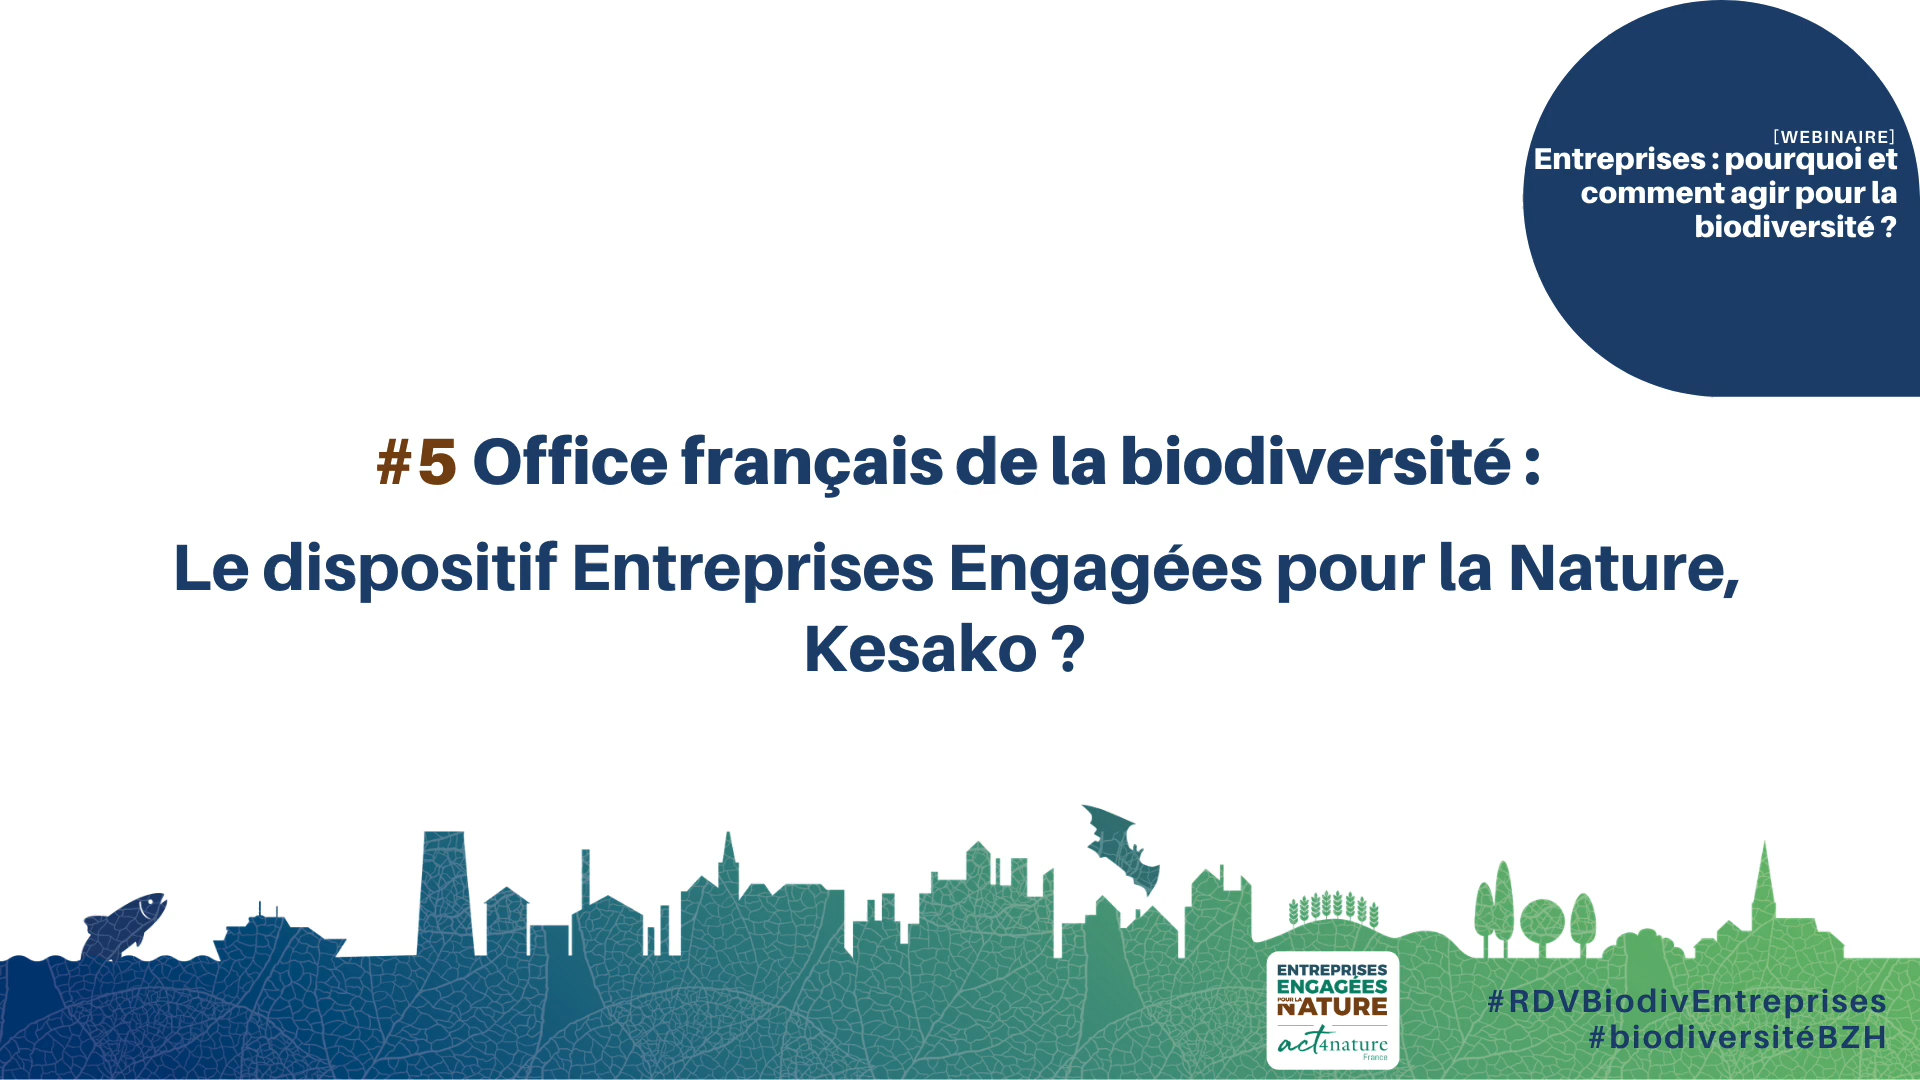 [WEBINAIRE]
Entreprises : pourquoi et
comment agir pour la
biodiversité ?
#5 Office français de la biodiversité :
Le dispositif Entreprises Engagées pour la Nature,
Kesako ?
ENTREPRISES
ENGAGÉES
POUR LA
NATURE
act4nature
France
#RDVBiodivEntreprises
#biodiversitéBZH